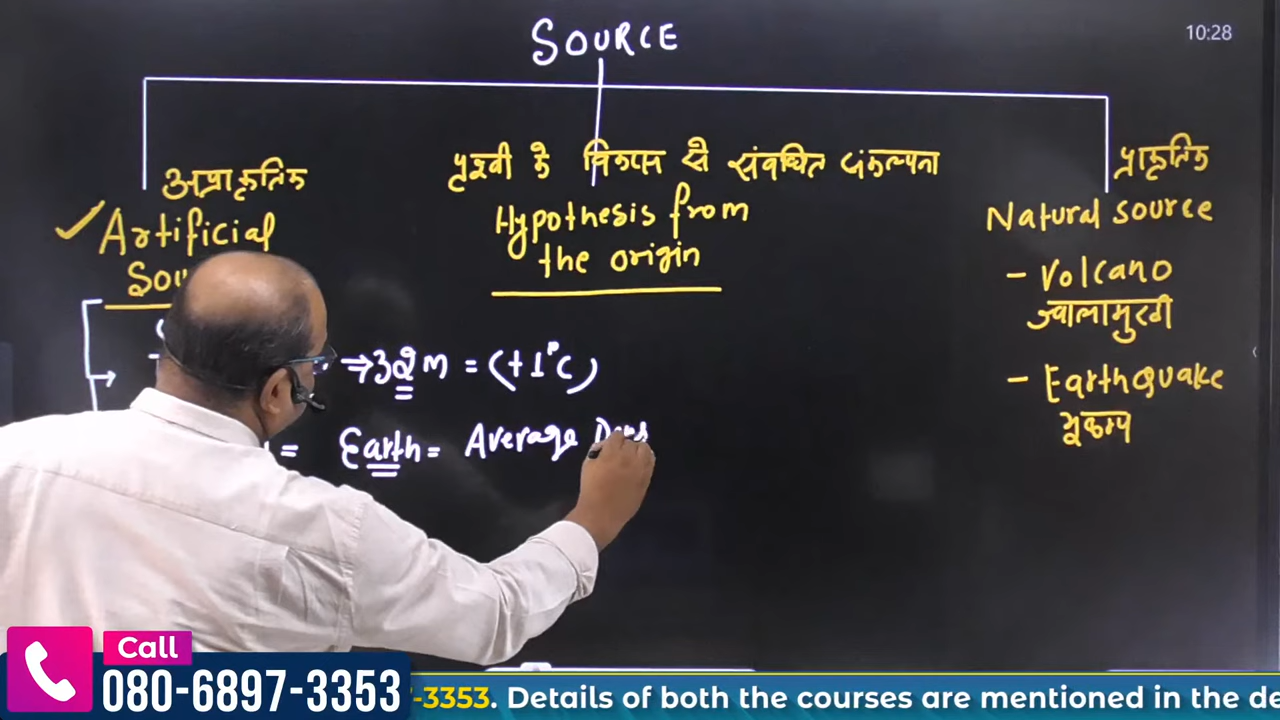 SOURCE
10:28
अप्राकृतिक
Artificial
पृथ्वी के विकास से संबंधित संकल्पना
Hypothesis from
the origin
प्राकृतिक
Natural source
- Volcano
ज्वालामुखी
- Earthquake
भूकम्प
→ 32 m = (+1°C)
= Earth = Average
Call
080-6897-3353
-3353. Details of both the courses are mentioned in the de